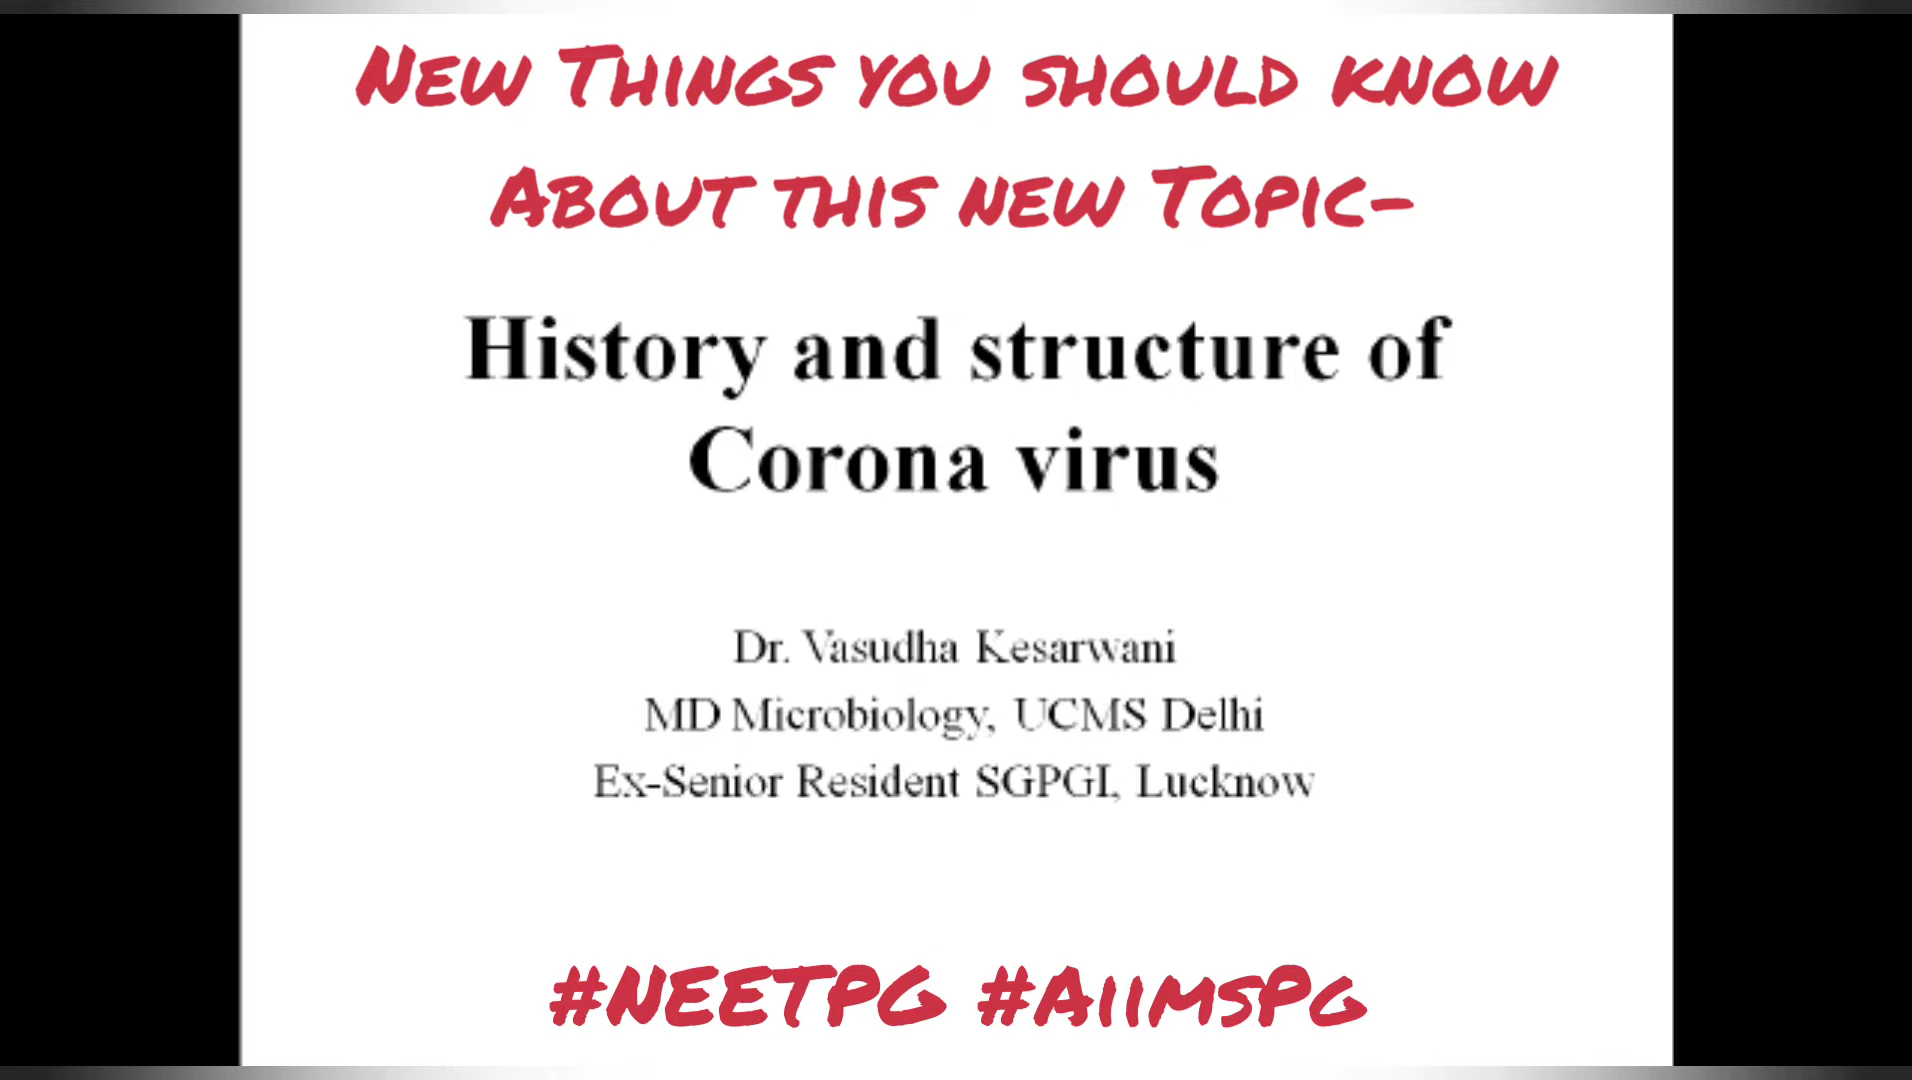 New Things you should know
About this new Topic-
History and structure of
Corona virus
Dr. Vasudha Kesarwani
MD Microbiology, UCMS Delhi
Ex-Senior Resident SGPGI, Lucknow
#NEETPG #AiimsPg